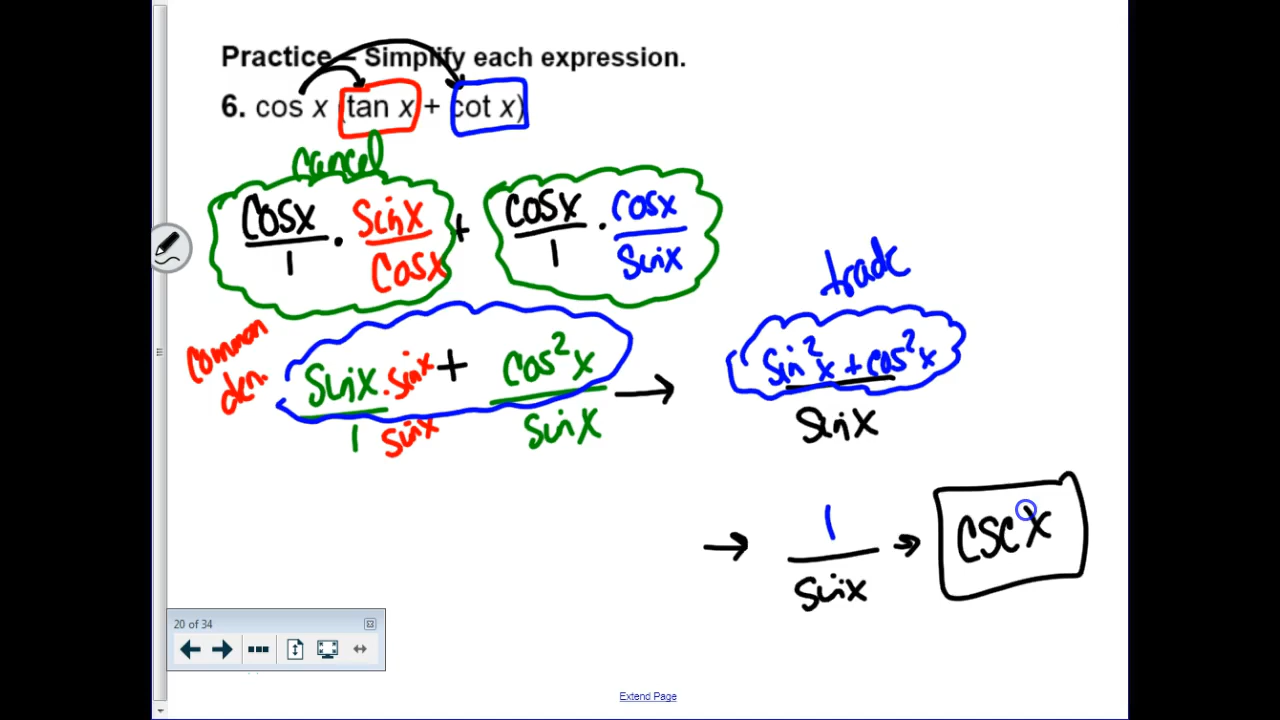 Practice – Simplify each expression.
6. cos x (tan x + cot x)
cancel
cosx/1 · sinx/cosx + cosx/1 · cosx/sinx
trade
common den.
sinx/1 · sinx/sinx + cos²x/sinx → sin²x + cos²x/sinx
→ 1/sinx → csc x
20 of 34
Extend Page